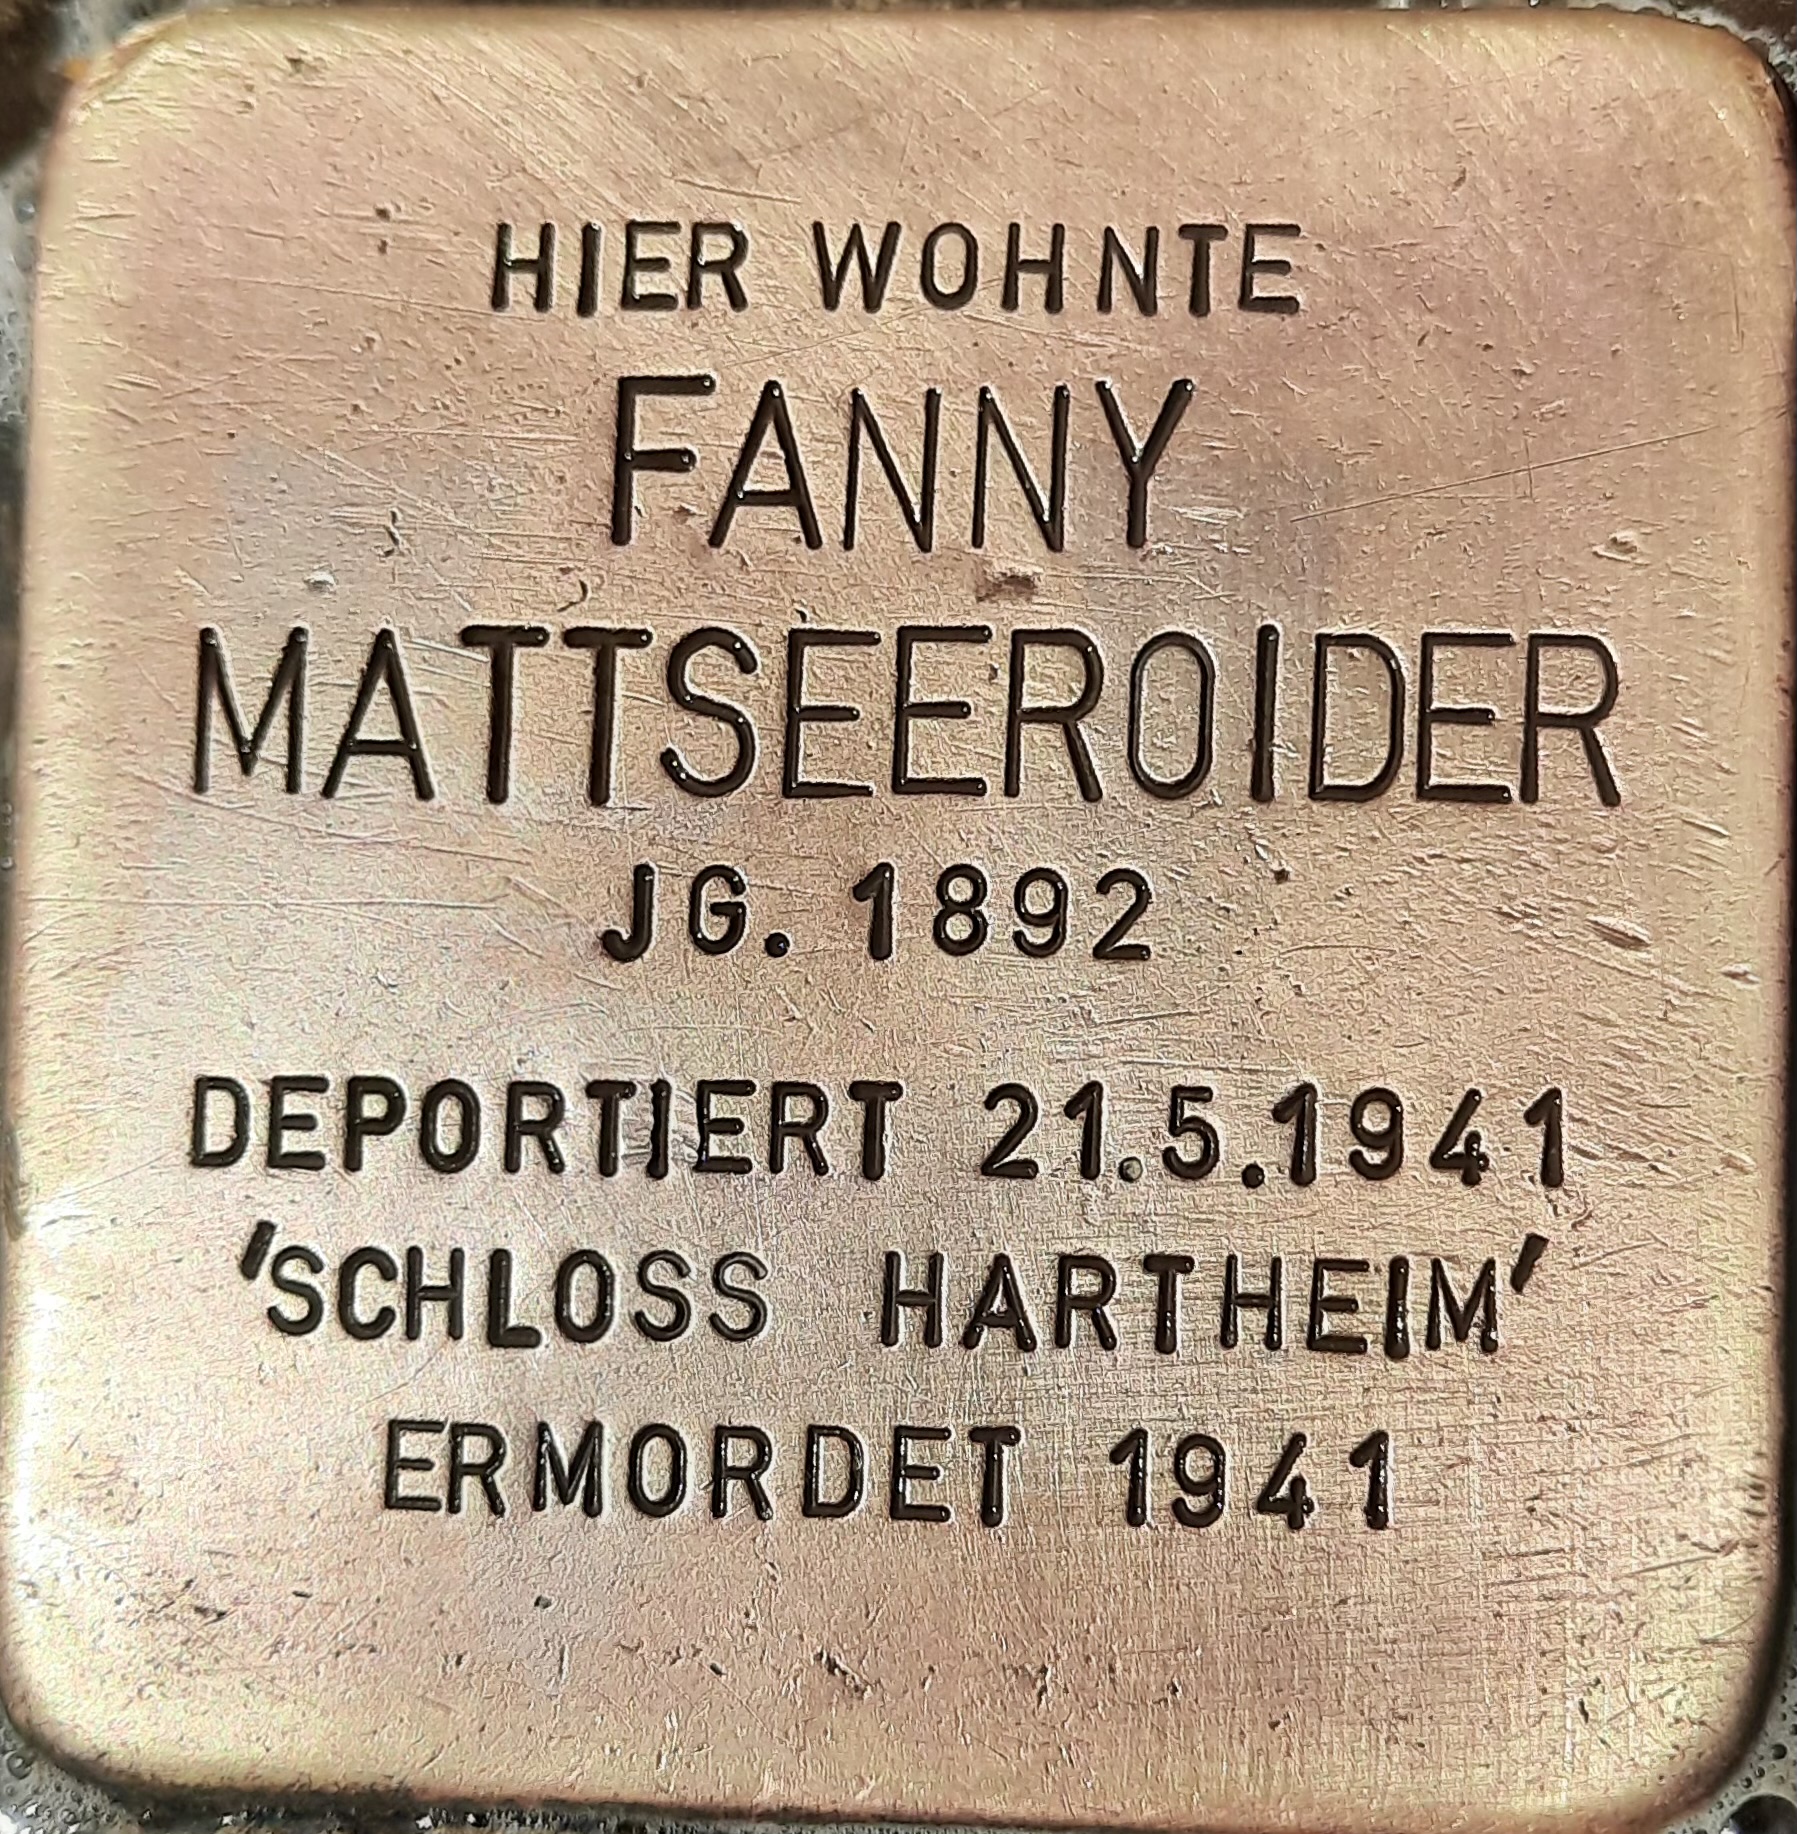 HIER WOHNTE
FANNY
MATTSEEROIDER
JG. 1892
DEPORTIERT 21.5.1941
'SCHLOSS HARTHEIM'
ERMORDET 1941